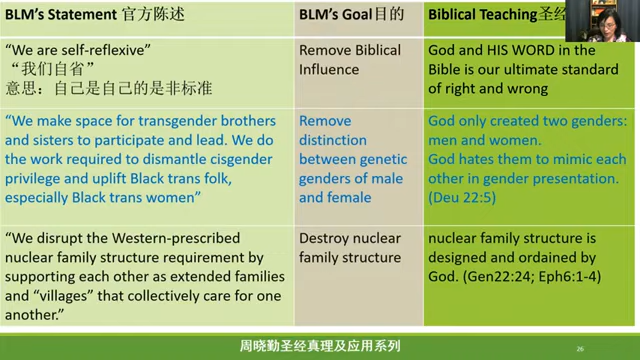 BLM's Statement 官方陈述
BLM's Goal目的
Biblical Teaching圣经
"We are self-reflexive"
"我们自省"
意思：自己是自己的是非标准
Remove Biblical
Influence
God and HIS WORD in the
Bible is our ultimate standard
of right and wrong
"We make space for transgender brothers
and sisters to participate and lead. We do
the work required to dismantle cisgender
privilege and uplift Black trans folk,
especially Black trans women"
Remove
distinction
between genetic
genders of male
and female
God only created two genders:
men and women.
God hates them to mimic each
other in gender presentation.
(Deu 22:5)
"We disrupt the Western-prescribed
nuclear family structure requirement by
supporting each other as extended families
and "villages" that collectively care for one
another."
Destroy nuclear
family structure
nuclear family structure is
designed and ordained by
God. (Gen22:24; Eph6:1-4)
周晓勤圣经真理及应用系列
26